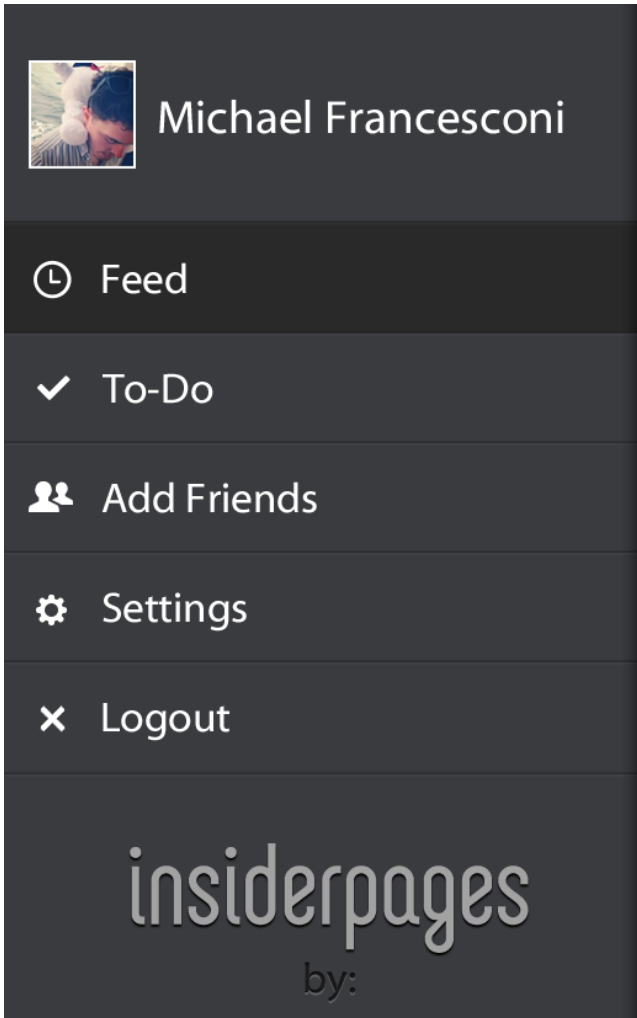 Michael Francesconi
Feed
To-Do
Add Friends
Settings
Logout
insiderpages
by: